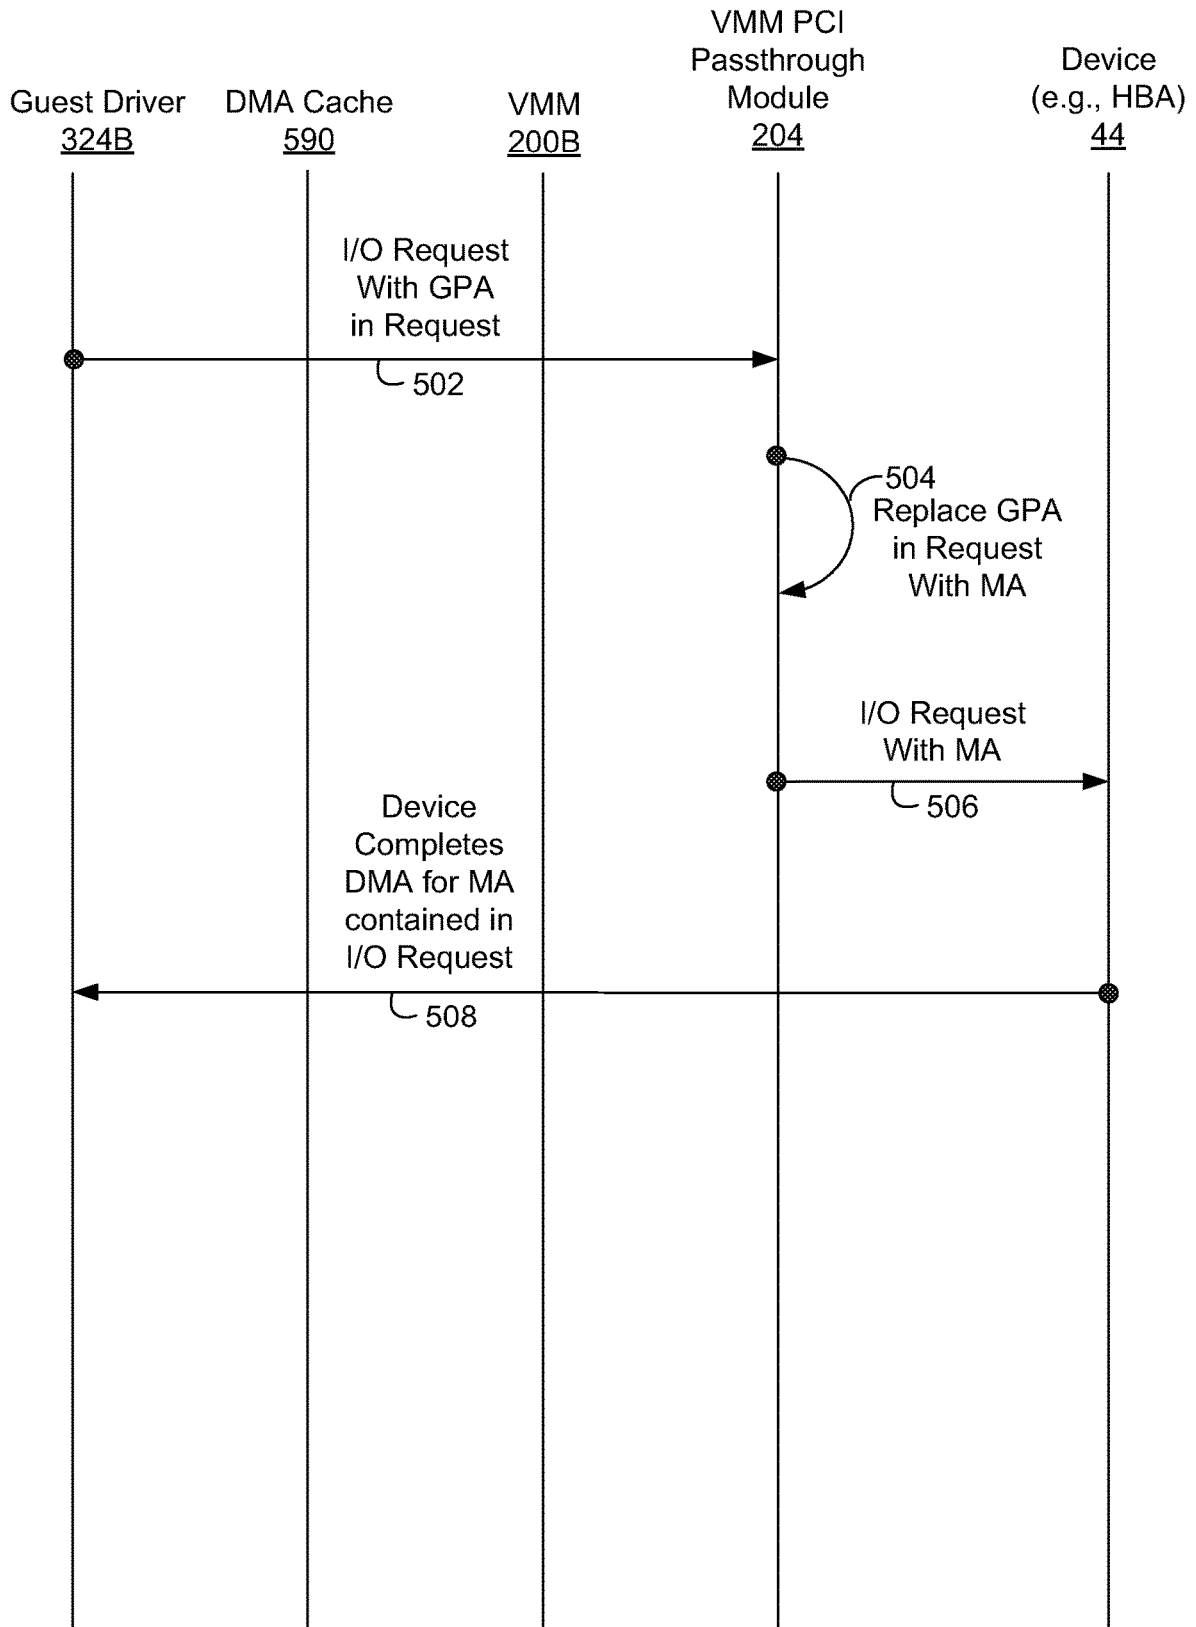 Guest Driver
324B
DMA Cache
590
VMM
200B
VMM PCI
Passthrough
Module
204
Device
(e.g., HBA)
44
I/O Request
With GPA
in Request
502
504
Replace GPA
in Request
With MA
I/O Request
With MA
506
Device
Completes
DMA for MA
contained in
I/O Request
508